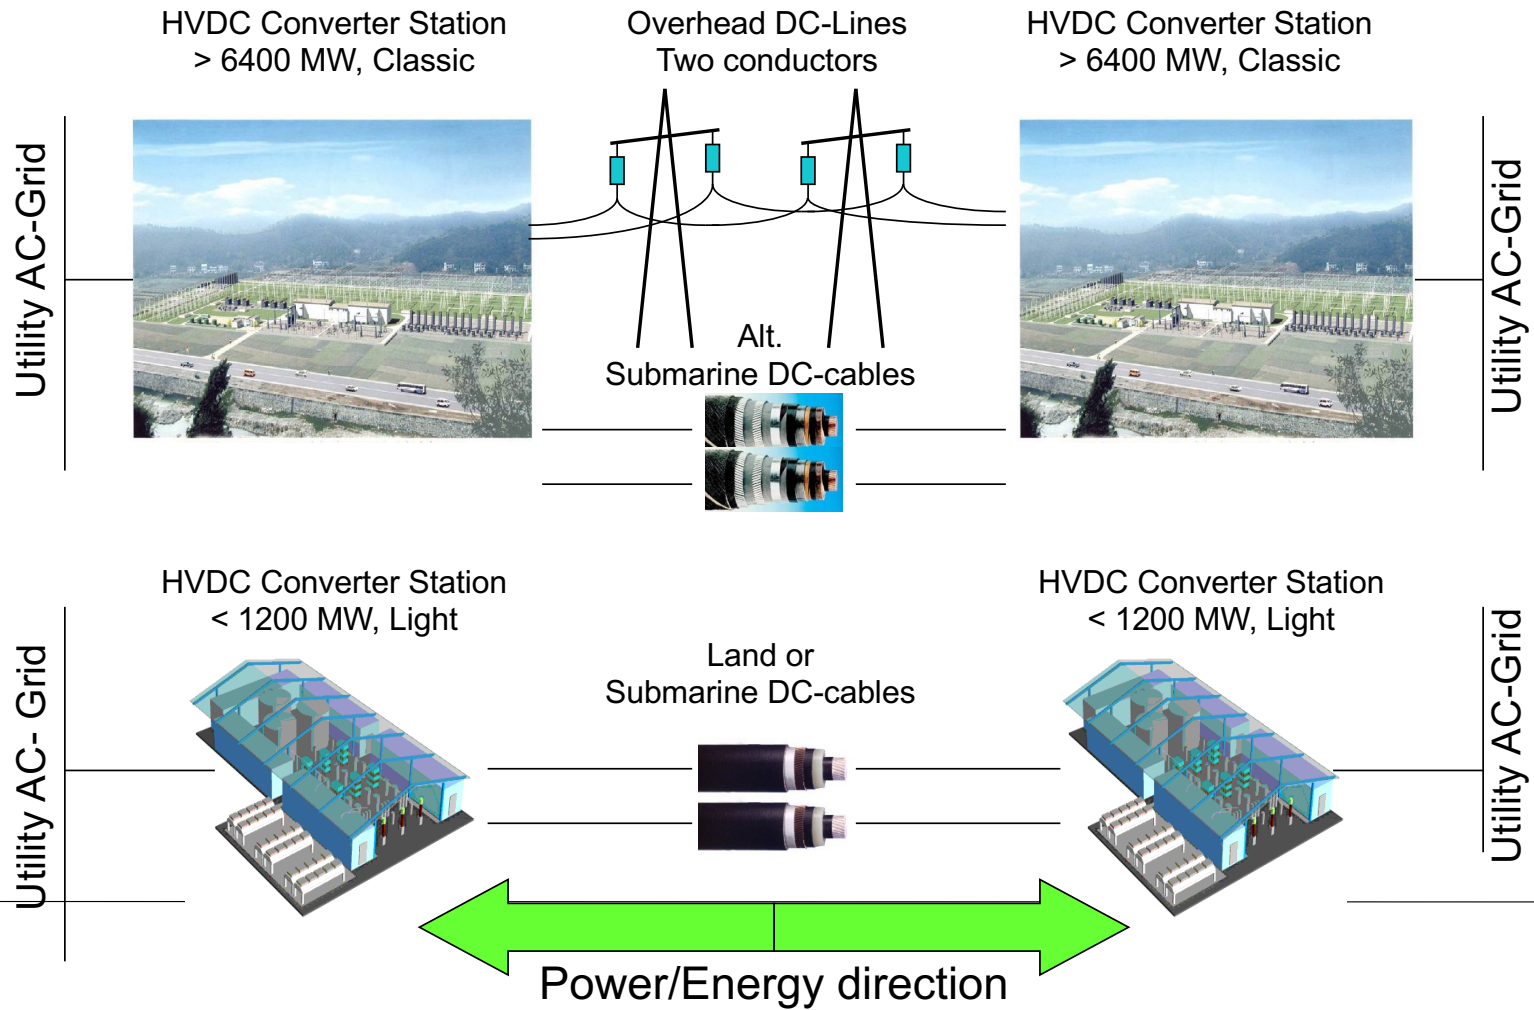 HVDC Converter Station
> 6400 MW, Classic
Overhead DC-Lines
Two conductors
HVDC Converter Station
> 6400 MW, Classic
Utility AC-Grid
Utility AC-Grid
Alt.
Submarine DC-cables
HVDC Converter Station
< 1200 MW, Light
HVDC Converter Station
< 1200 MW, Light
Land or
Submarine DC-cables
Utility AC- Grid
Utility AC-Grid
Power/Energy direction